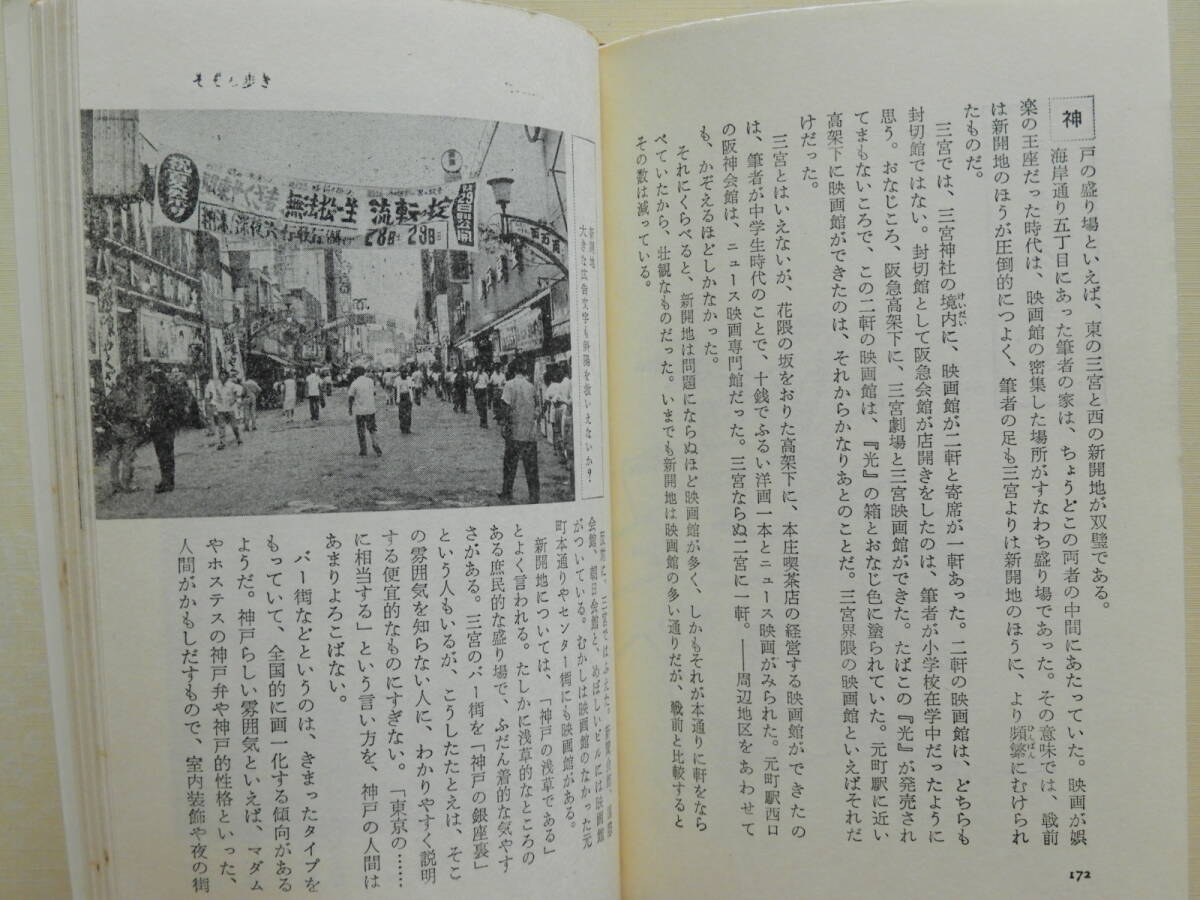 神戸の盛り場といえば、東の三宮と西の新開地が双璧である。
海岸通り五丁目にあった筆者の家は、ちょうどこの両者の中間にあたっていた。映画が娯
楽の王座だった時代は、映画館の密集した場所がすなわち盛り場であった。その意味では、戦前
は新開地のほうが圧倒的につよく、筆者の足も三宮よりは新開地のほうに、より頻繁にむけられ
ひんぱん
たものだ。
三宮では、三宮神社の境内に、映画館が二軒と寄席が一軒あった。二軒の映画館は、どちらも
けいだい
封切館ではない。封切館として阪急会館が店開きをしたのは、筆者が小学校在学中だったように
思う。おなじころ、阪急高架下に、三宮劇場と三宮映画館ができた。たばこの『光』が発売され
てまもないころで、この二軒の映画館は、『光』の箱とおなじ色に塗られていた。元町駅に近い
高架下に映画館ができたのは、それからかなりあとのことだ。三宮界隈の映画館といえばそれだ
けだった。
三宮とはいえないが、花隈の坂をおりた高架下に、本庄喫茶店の経営する映画館ができたの
は、筆者が中学生時代のことで、十銭でふるい洋画一本とニュース映画がみられた。元町駅西口
の阪神会館は、ニュース映画専門館だった。三宮ならぬ二宮に一軒。――周辺地区をあわせて
も、かぞえるほどしかなかった。
それにくらべると、新開地は問題にならぬほど映画館が多く、しかもそれが本通りに軒をなら
べていたから、壮観なものだった。いまでも新開地は映画館の多い通りだが、戦前と比較すると
その数は減っている。
172
新開地
大きな広告文字も斜陽を救いえないか?
無法松の一生
流転の掟
28日
29日
会館、朝日会館と、めぼしいビルには映画館
がついている。むかしは映画館のなかった元
町本通りやセンター街にも映画館がある。
新開地については、「神戸の浅草である」
とよく言われる。たしかに浅草的なところの
ある庶民的な盛り場で、ふだん着的な気やす
さがある。三宮のバー街を「神戸の銀座裏」
という人もいるが、こうしたたとえは、そこ
の雰囲気を知らない人に、わかりやすく説明
する便宜的なものにすぎない。「東京の……
に相当する」という言い方を、神戸の人間は
あまりよろこばない。
バー街などというのは、きまったタイプを
もっていて、全国的に画一化する傾向がある
ようだ。神戸らしい雰囲気といえば、マダム
やホステスの神戸弁や神戸的性格といった、
人間がかもしだすもので、室内装飾や夜の街